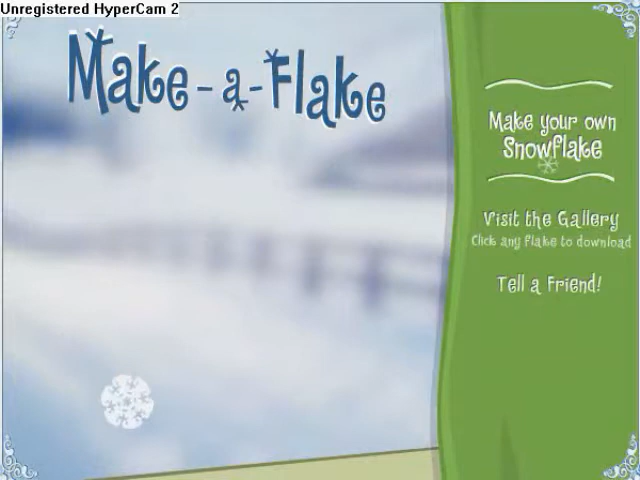 Unregistered HyperCam 2
Make-a-Flake
Make your own
Snowflake
Visit the Gallery
Click any flake to download
Tell a Friend!